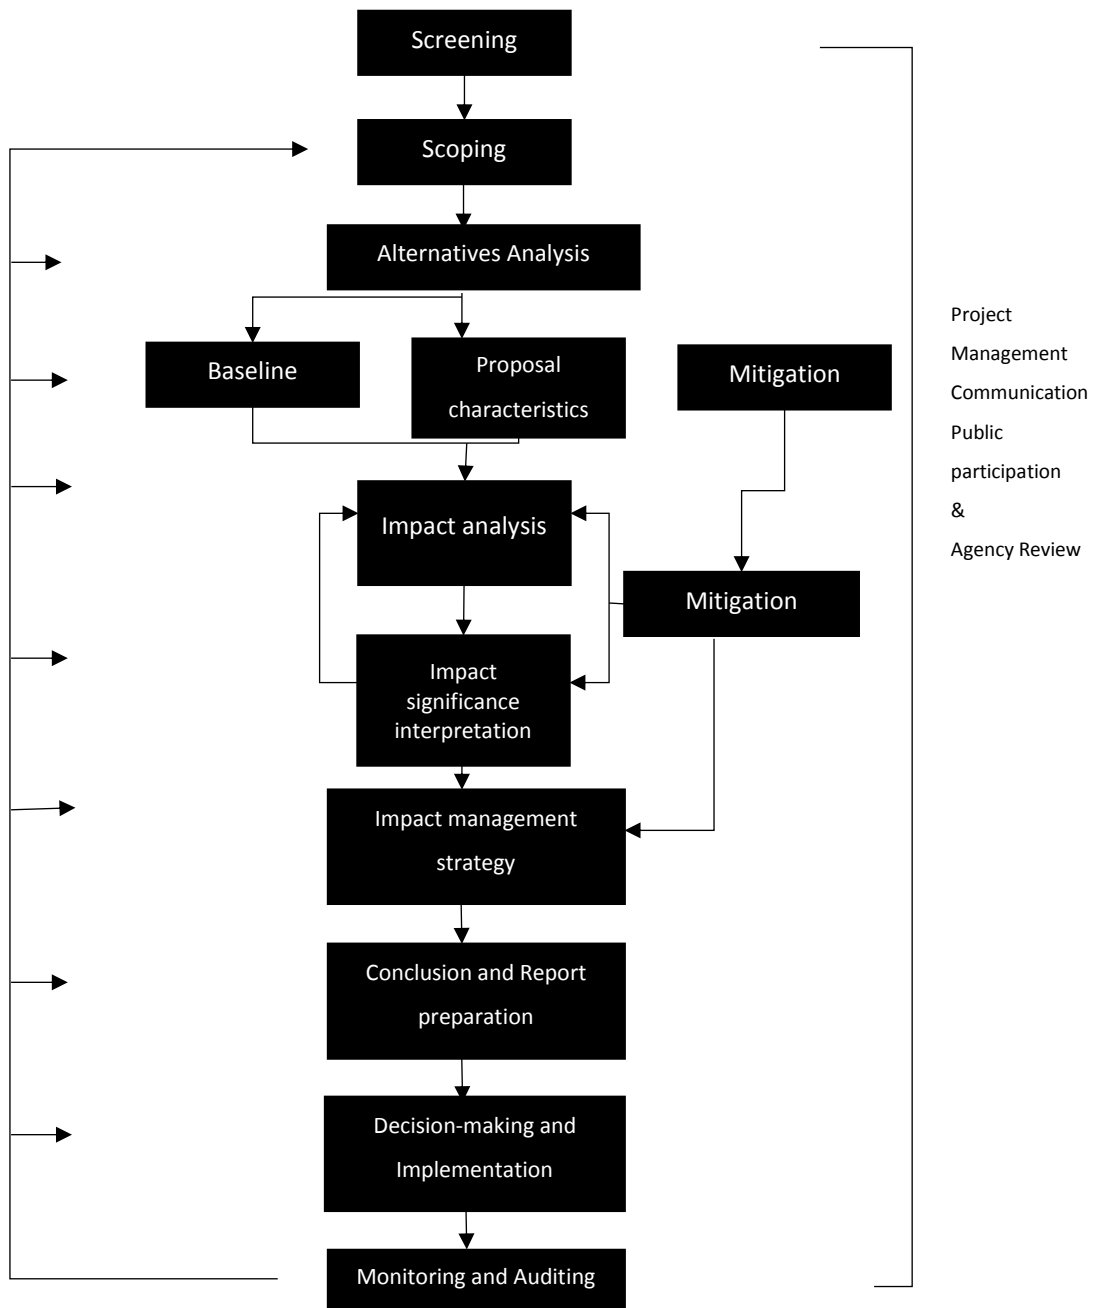 Screening
Scoping
Alternatives Analysis
Baseline
Proposal
characteristics
Mitigation
Impact analysis
Mitigation
Impact
significance
interpretation
Impact management
strategy
Conclusion and Report
preparation
Decision-making and
Implementation
Monitoring and Auditing
Project
Management
Communication
Public
participation
&
Agency Review